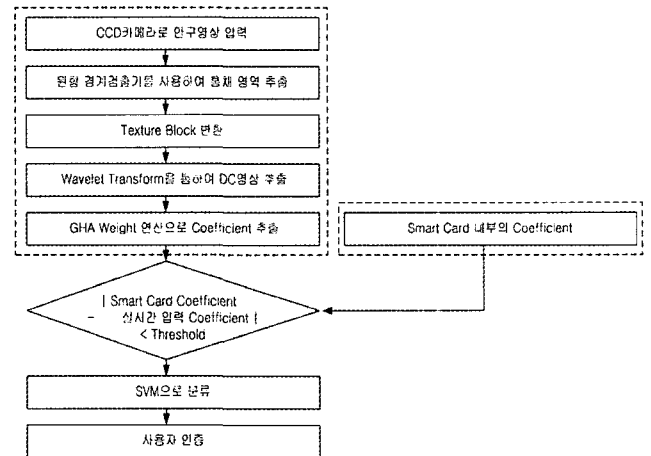 CCD카메라로 안구영상 입력
원형 경계검출기를 사용하여 홍채 영역 추출
Texture Block 변환
Wavelet Transform을 통하여 DC영상 추출
GHA Weight 연산으로 Coefficient 추출
Smart Card 내부의 Coefficient
| Smart Card Coefficient
- 실시간 입력 Coefficient |
< Threshold
SVM으로 분류
사용자 인증